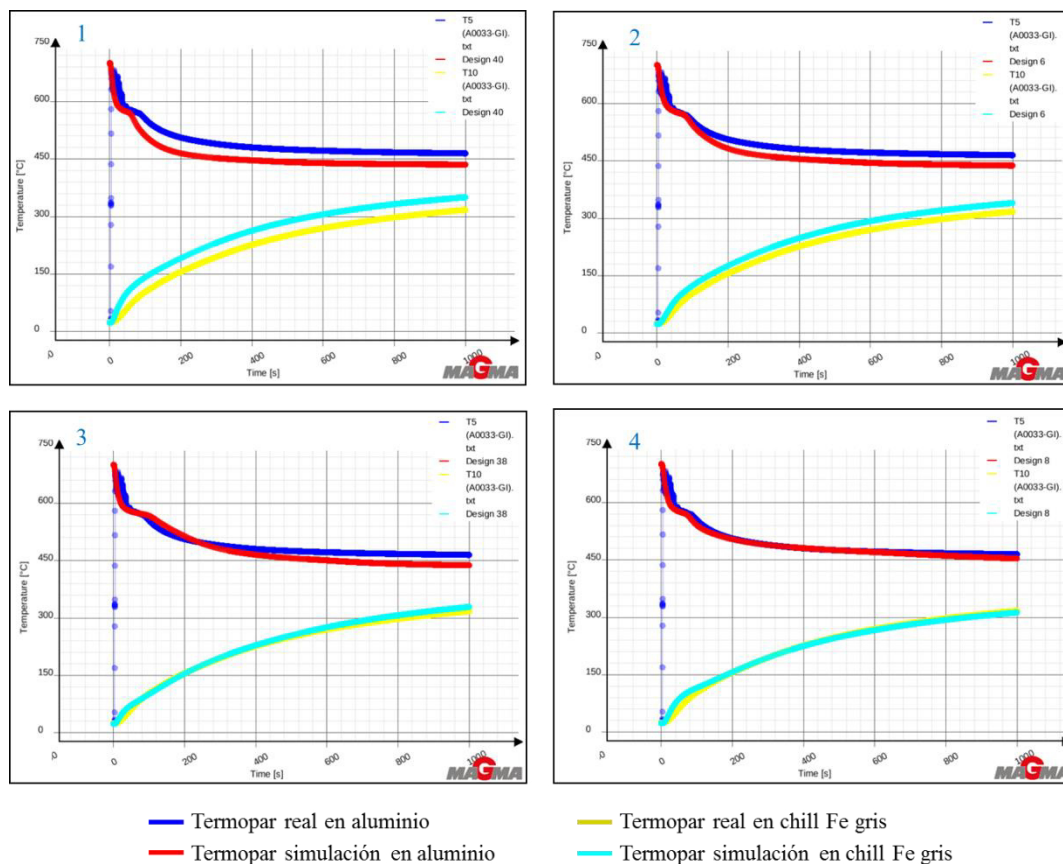 1
T5
(A0033-GI).
txt
Design 40
T10
(A0033-GI).
txt
Design 40
750
600
450
300
150
0
Temperature [°C]
.0
0
200
400
600
800
1000
Time [s]
MAGMA
2
T5
(A0033-GI).
txt
Design 6
T10
(A0033-GI).
txt
Design 6
750
600
450
300
150
0
Temperature [°C]
.0
0
200
400
600
800
1000
Time [s]
MAGMA
3
T5
(A0033-GI).
txt
Design 38
T10
(A0033-GI).
txt
Design 38
750
600
450
300
150
0
Temperature [°C]
.0
0
200
400
600
800
1000
Time [s]
MAGMA
4
T5
(A0033-GI).
txt
Design 8
T10
(A0033-GI).
txt
Design 8
750
600
450
300
150
0
Temperature [°C]
.0
0
200
400
600
800
1000
Time [s]
MAGMA
Termopar real en aluminio
Termopar real en chill Fe gris
Termopar simulación en aluminio
Termopar simulación en chill Fe gris